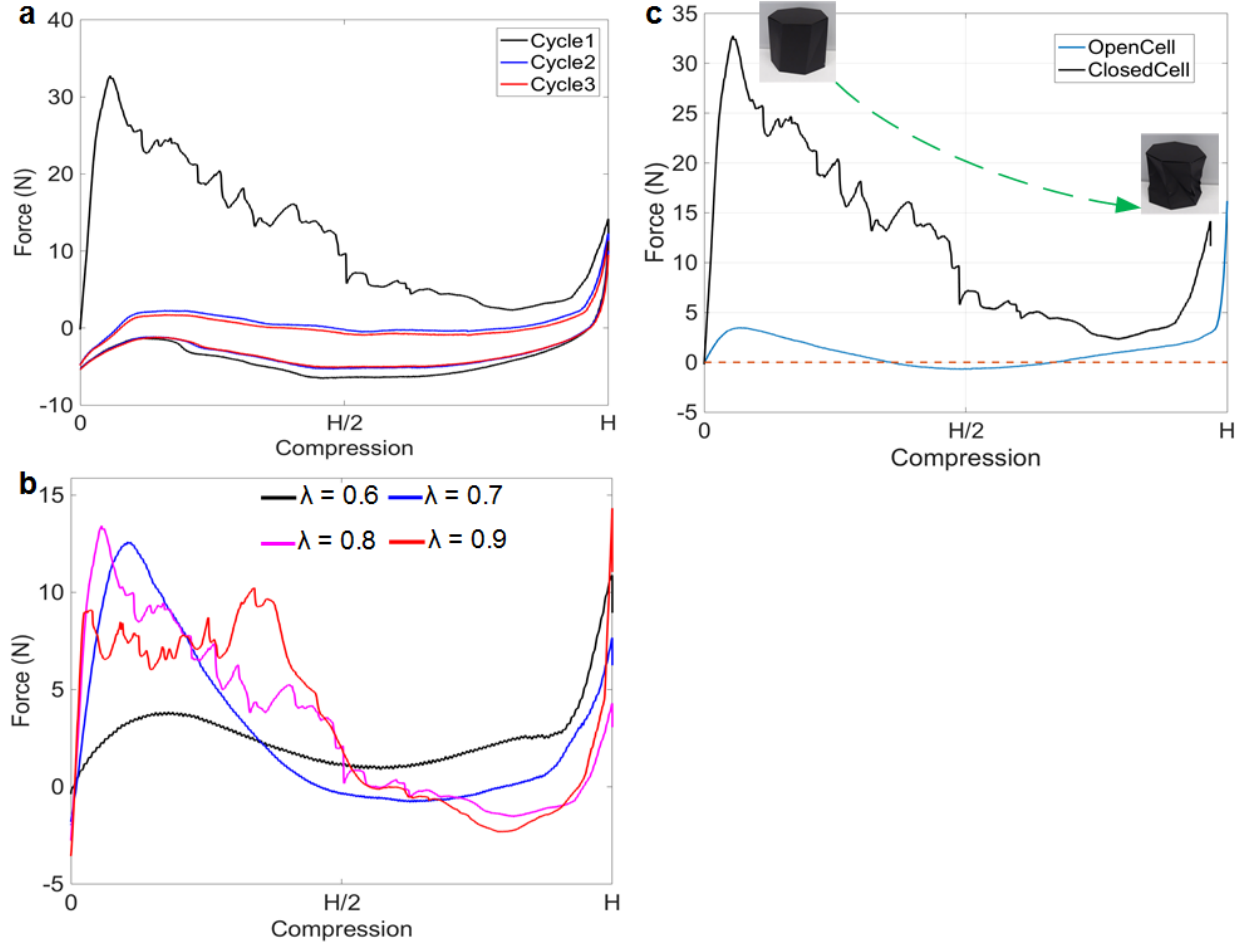 a
40
30
20
10
0
-10
Force (N)
0
H/2
H
Compression
Cycle1
Cycle2
Cycle3
c
35
30
25
20
15
10
5
0
-5
Force (N)
0
H/2
H
Compression
OpenCell
ClosedCell
b
15
10
5
0
-5
Force (N)
0
H/2
H
Compression
λ = 0.6 λ = 0.7
λ = 0.8 λ = 0.9